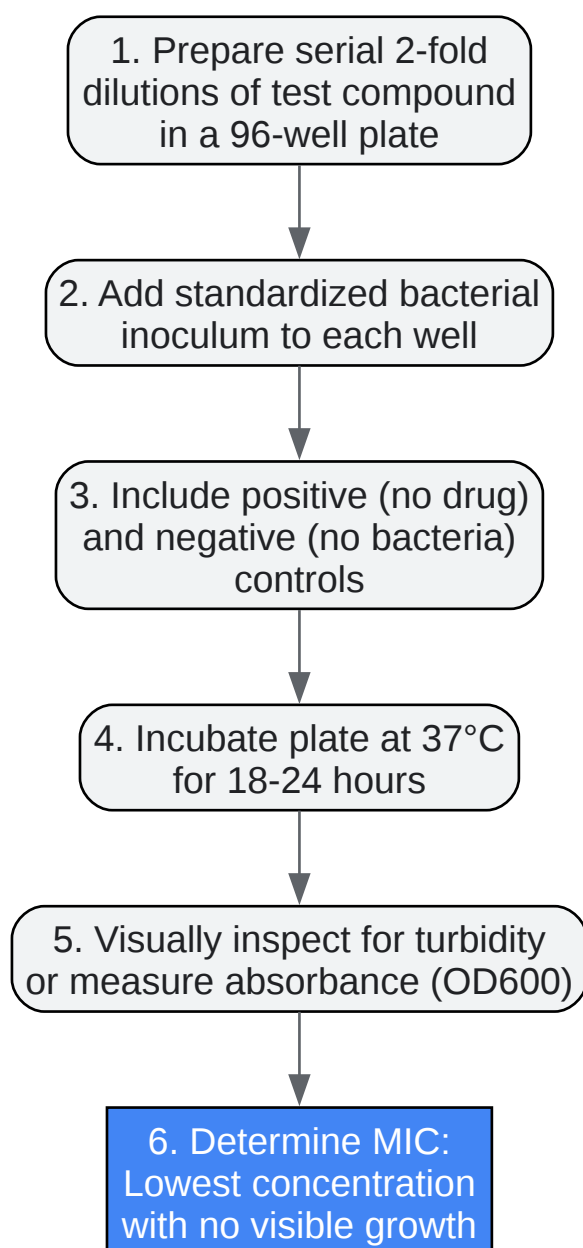 1. Prepare serial 2-fold
dilutions of test compound
in a 96-well plate
2. Add standardized bacterial
inoculum to each well
3. Include positive (no drug)
and negative (no bacteria)
controls
4. Incubate plate at 37°C
for 18-24 hours
5. Visually inspect for turbidity
or measure absorbance (OD600)
6. Determine MIC:
Lowest concentration
with no visible growth